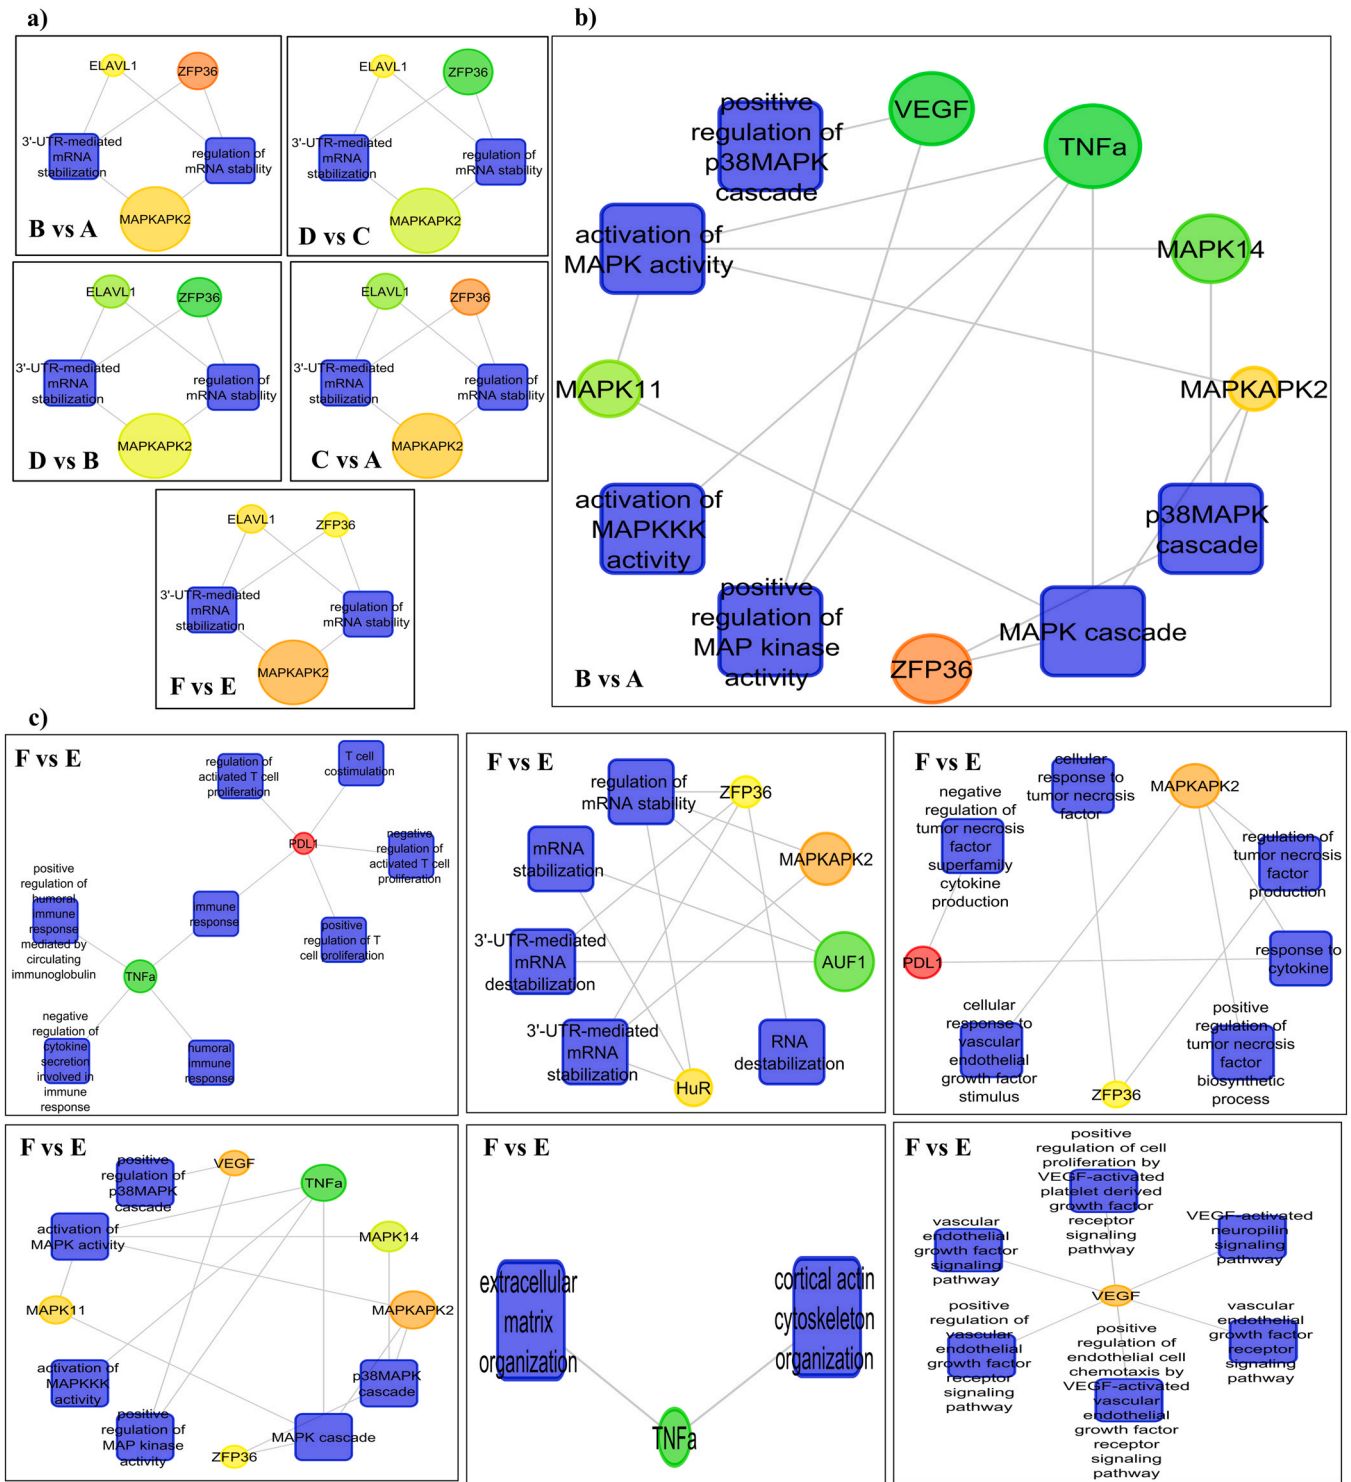 a)
ELAVL1
ZFP36
3'-UTR-mediated
mRNA
stabilization
regulation of
mRNA stability
MAPKAPK2
B vs A
ELAVL1
ZFP36
3'-UTR-mediated
mRNA
stabilization
regulation of
mRNA stability
MAPKAPK2
D vs C
ELAVL1
ZFP36
3'-UTR-mediated
mRNA
stabilization
regulation of
mRNA stability
MAPKAPK2
D vs B
ELAVL1
ZFP36
3'-UTR-mediated
mRNA
stabilization
regulation of
mRNA stability
MAPKAPK2
C vs A
ELAVL1
ZFP36
3'-UTR-mediated
mRNA
stabilization
regulation of
mRNA stability
MAPKAPK2
F vs E
b)
positive
regulation of
p38MAPK
cascade
VEGF
TNFa
activation of
MAPK activity
MAPK14
MAPK11
MAPKAPK2
activation of
MAPKKK
activity
p38MAPK
cascade
positive
regulation of
MAP kinase
activity
MAPK cascade
ZFP36
B vs A
c)
F vs E
regulation of
activated T cell
proliferation
T cell
costimulation
PDL1
negative
regulation of
activated T cell
proliferation
positive
regulation of
humoral
immune
response
mediated by
circulating
immunoglobulin
immune
response
positive
regulation of T
cell proliferation
TNFa
negative
regulation of
cytokine
secretion
involved in
immune
response
humoral
immune
response
F vs E
regulation of
mRNA stability
ZFP36
mRNA
stabilization
MAPKAPK2
3'-UTR-mediated
mRNA
destabilization
AUF1
3'-UTR-mediated
mRNA
stabilization
RNA
destabilization
HuR
F vs E
cellular
response to
tumor necrosis
factor
MAPKAPK2
negative
regulation of
tumor necrosis
factor
superfamily
cytokine
production
regulation of
tumor necrosis
factor
production
PDL1
response to
cytokine
cellular
response to
vascular
endothelial
growth factor
stimulus
positive
regulation of
tumor necrosis
factor
biosynthetic
process
ZFP36
F vs E
positive
regulation of
p38MAPK
cascade
VEGF
TNFa
activation of
MAPK activity
MAPK14
MAPK11
MAPKAPK2
activation of
MAPKKK
activity
p38MAPK
cascade
positive
regulation of
MAP kinase
activity
MAPK cascade
ZFP36
F vs E
extracellular
matrix
organization
cortical actin
cytoskeleton
organization
TNFa
F vs E
positive
regulation of cell
proliferation by
VEGF-activated
platelet derived
growth factor
receptor
signaling
pathway
vascular
endothelial
growth factor
signaling
pathway
VEGF-activated
neuropilin
signaling
pathway
VEGF
positive
regulation of
vascular
endothelial
growth factor
receptor
signaling
pathway
positive
regulation of
endothelial cell
chemotaxis by
VEGF-activated
vascular
endothelial
growth factor
receptor
signaling
pathway
vascular
endothelial
growth factor
receptor
signaling
pathway